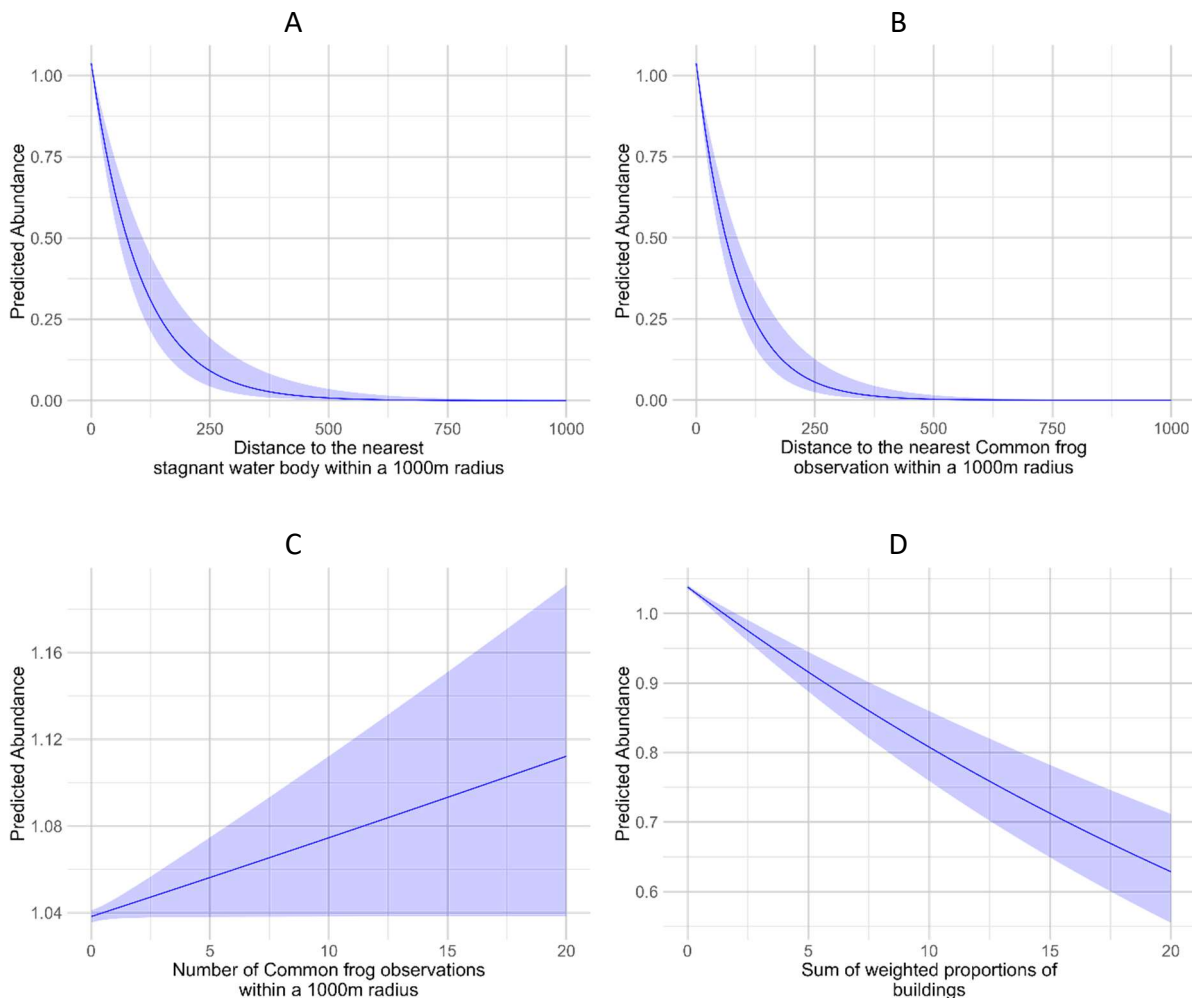 A
Predicted Abundance
1.00
0.75
0.50
0.25
0.00
0 250 500 750 1000
Distance to the nearest
stagnant water body within a 1000m radius
B
Predicted Abundance
1.00
0.75
0.50
0.25
0.00
0 250 500 750 1000
Distance to the nearest Common frog
observation within a 1000m radius
C
Predicted Abundance
1.16
1.12
1.08
1.04
0 5 10 15 20
Number of Common frog observations
within a 1000m radius
D
Predicted Abundance
1.0
0.9
0.8
0.7
0.6
0 5 10 15 20
Sum of weighted proportions of
buildings